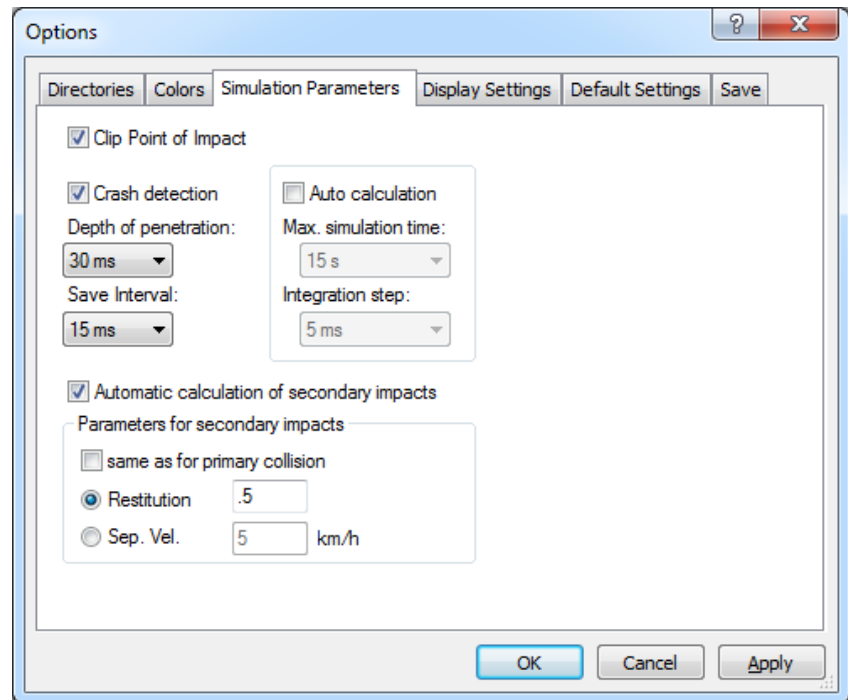 Options
Directories Colors Simulation Parameters Display Settings Default Settings Save
Clip Point of Impact
Crash detection
Depth of penetration:
30 ms
Save Interval:
15 ms
Auto calculation
Max. simulation time:
15 s
Integration step:
5 ms
Automatic calculation of secondary impacts
Parameters for secondary impacts
same as for primary collision
Restitution .5
Sep. Vel. 5 km/h
OK Cancel Apply